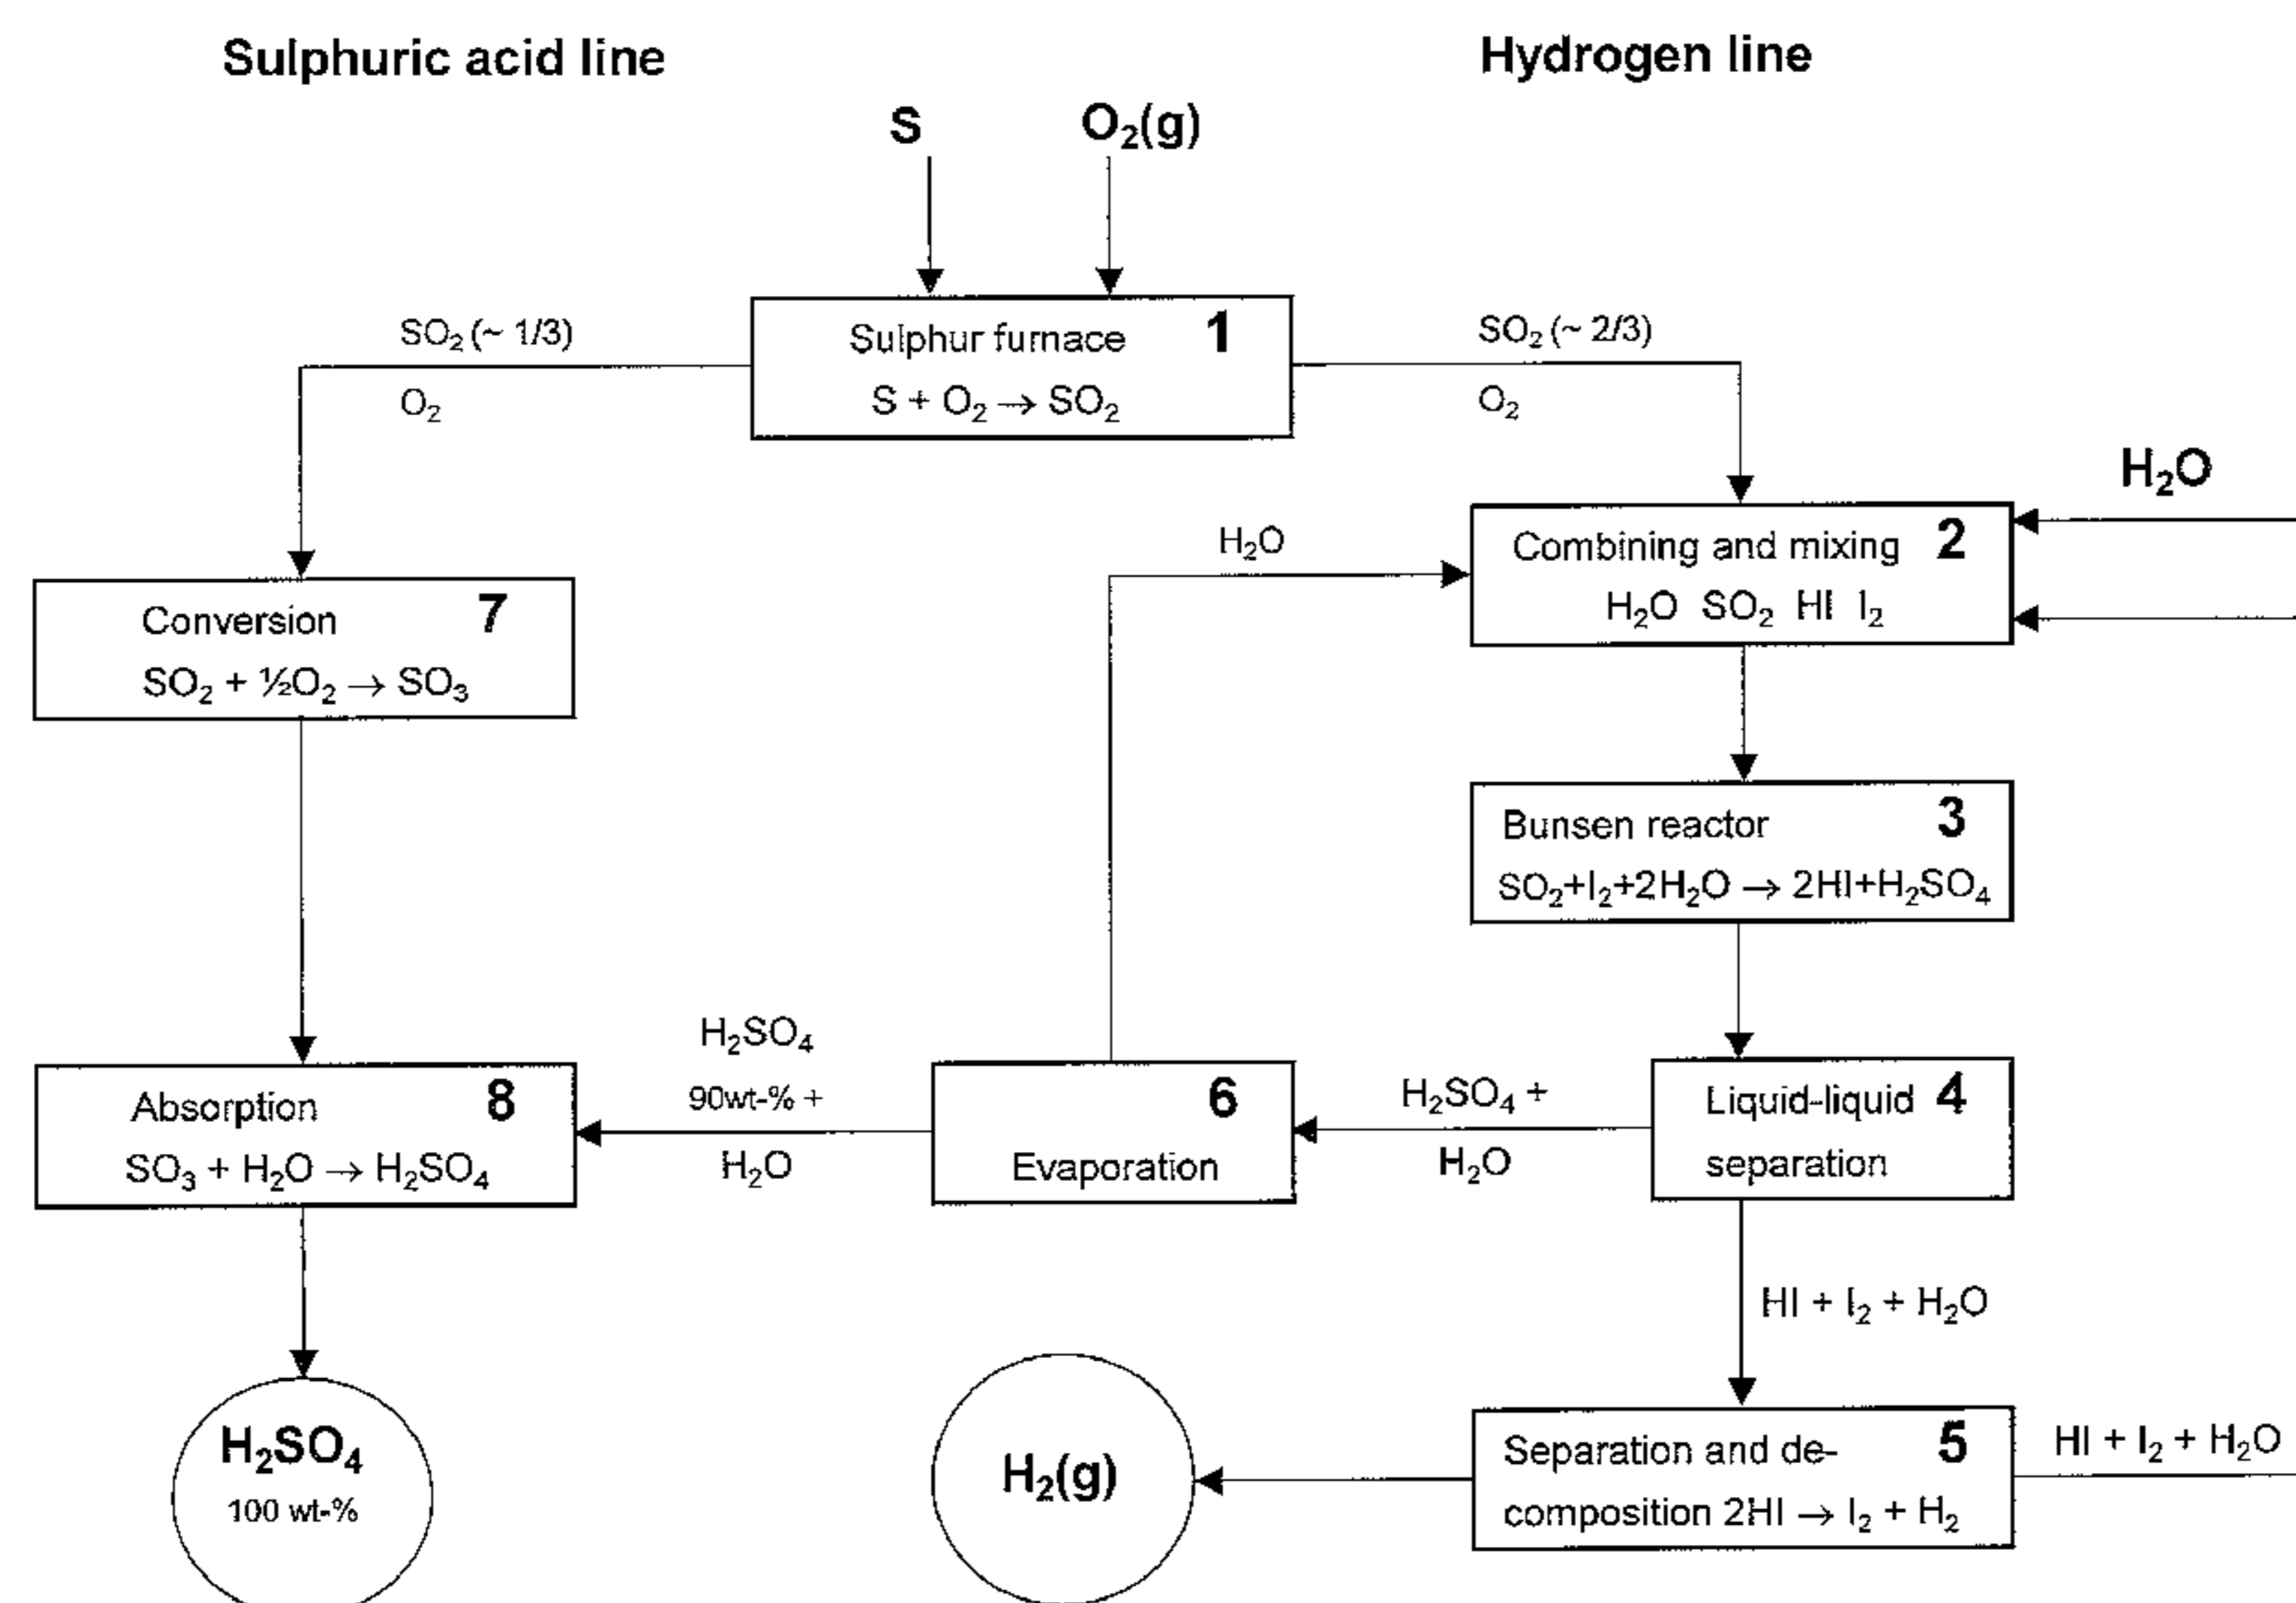 Sulphuric acid line
Hydrogen line
S
O₂(g)
SO₂ (~ 1/3)
O₂
Sulphur furnace 1
S + O₂ → SO₂
SO₂ (~ 2/3)
O₂
H₂O
H₂O
Combining and mixing 2
H₂O SO₂ HI I₂
Conversion 7
SO₂ + ½O₂ → SO₃
Bunsen reactor 3
SO₂+I₂+2H₂O → 2HI+H₂SO₄
Absorption 8
SO₃ + H₂O → H₂SO₄
H₂SO₄
90wt-% +
H₂O
6
Evaporation
H₂SO₄ +
H₂O
Liquid-liquid 4
separation
HI + I₂ + H₂O
H₂SO₄
100 wt-%
H₂(g)
Separation and de- 5
composition 2HI → I₂ + H₂
HI + I₂ + H₂O